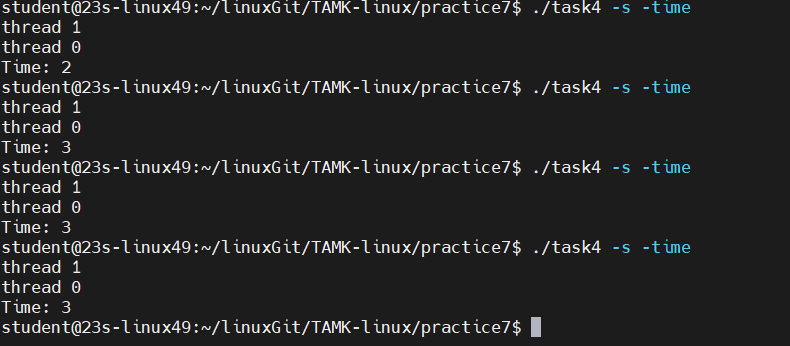 student@23s-linux49:~/linuxGit/TAMK-linux/practice7$ ./task4 -s -time
thread 1
thread 0
Time: 2
student@23s-linux49:~/linuxGit/TAMK-linux/practice7$ ./task4 -s -time
thread 1
thread 0
Time: 3
student@23s-linux49:~/linuxGit/TAMK-linux/practice7$ ./task4 -s -time
thread 1
thread 0
Time: 3
student@23s-linux49:~/linuxGit/TAMK-linux/practice7$ ./task4 -s -time
thread 1
thread 0
Time: 3
student@23s-linux49:~/linuxGit/TAMK-linux/practice7$